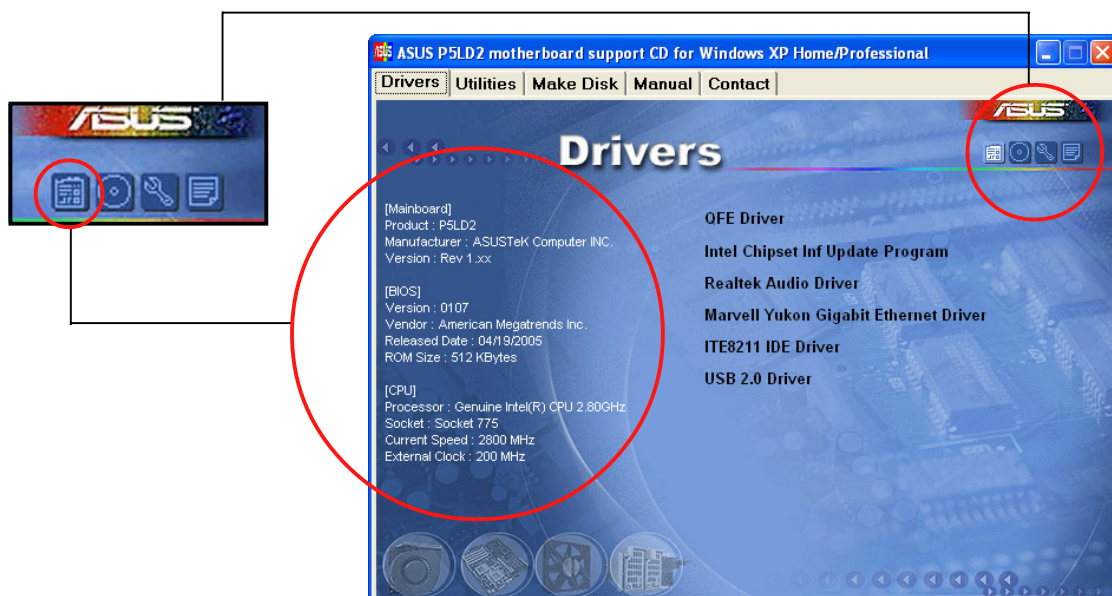 ASUS P5LD2 motherboard support CD for Windows XP Home/Professional
Drivers Utilities Make Disk Manual Contact
ASUS
ASUS
Drivers
[Mainboard]
Product : P5LD2
Manufacturer : ASUSTeK Computer INC.
Version : Rev 1.xx
[BIOS]
Version : 0107
Vendor : American Megatrends Inc.
Released Date : 04/19/2005
ROM Size : 512 KBytes
[CPU]
Processor : Genuine Intel(R) CPU 2.80GHz
Socket : Socket 775
Current Speed : 2800 MHz
External Clock : 200 MHz
QFE Driver
Intel Chipset Inf Update Program
Realtek Audio Driver
Marvell Yukon Gigabit Ethernet Driver
ITE8211 IDE Driver
USB 2.0 Driver